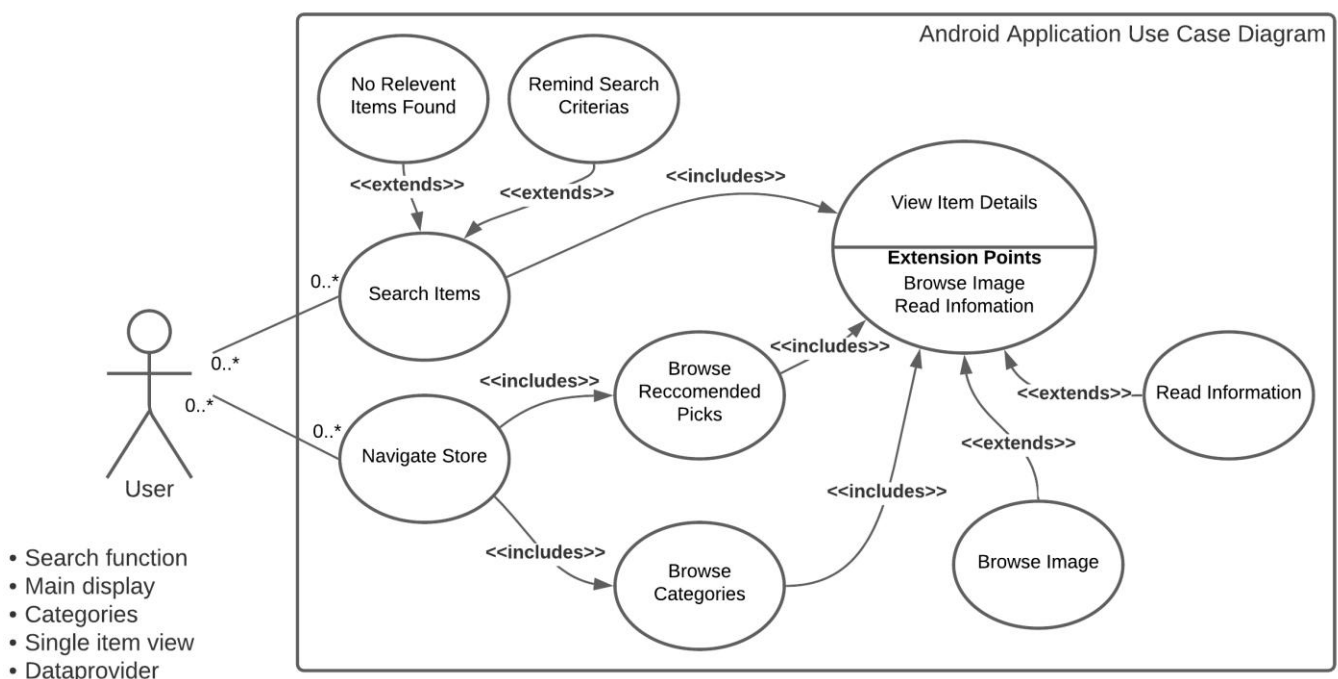 Android Application Use Case Diagram
No Relevent
Items Found
Remind Search
Criterias
<<extends>>
<<extends>>
<<includes>>
View Item Details
Extension Points
Browse Image
Read Infomation
0..*
Search Items
0..*
<<includes>>
Browse
Reccomended
Picks
<<includes>>
<<extends>>
Read Information
0..*
0..*
Navigate Store
<<extends>>
User
<<includes>>
<<includes>>
Browse
Categories
Browse Image
• Search function
• Main display
• Categories
• Single item view
• Dataprovider